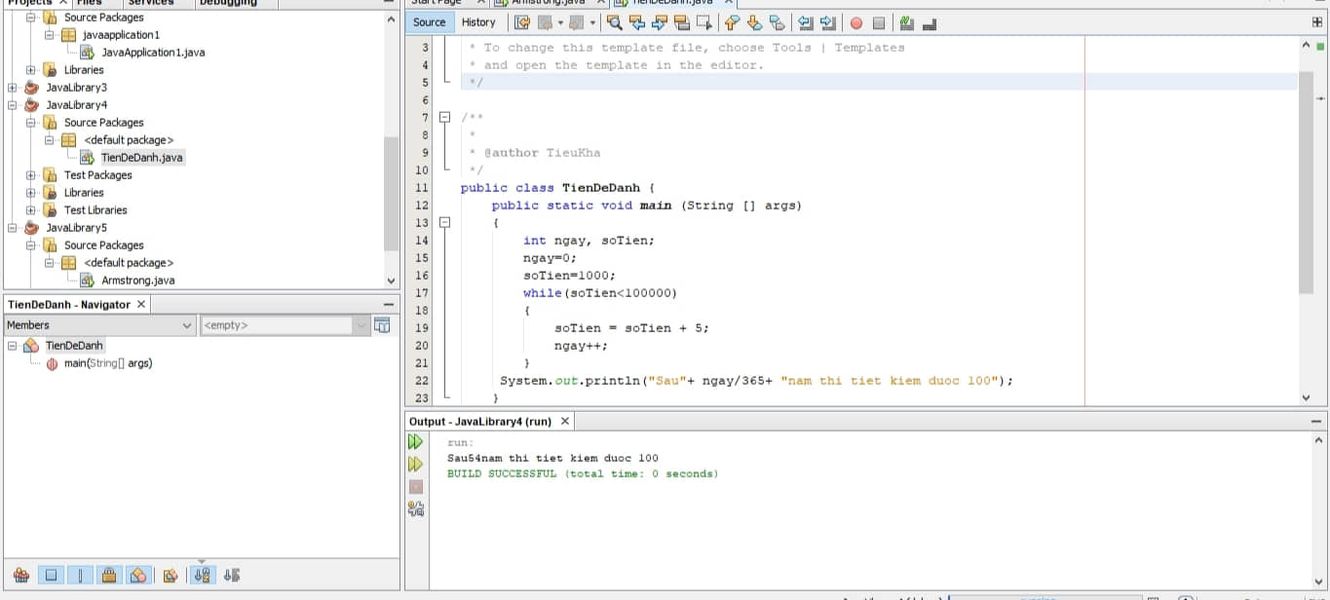 Projects × Files Services Debugging
Source Packages
javaapplication1
JavaApplication1.java
Libraries
JavaLibrary3
JavaLibrary4
Source Packages
<default package>
TienDeDanh.java
Test Packages
Libraries
Test Libraries
JavaLibrary5
Source Packages
<default package>
Armstrong.java
TienDeDanh - Navigator ×
Members <empty>
TienDeDanh
main(String[] args)
Start Page × Armstrong.java × TienDeDanh.java ×
Source History
3 * To change this template file, choose Tools | Templates
4 * and open the template in the editor.
5 */
6
7 /**
8 *
9 * @author TieuKha
10 */
11 public class TienDeDanh {
12 public static void main (String [] args)
13 {
14 int ngay, soTien;
15 ngay=0;
16 soTien=1000;
17 while(soTien<100000)
18 {
19 soTien = soTien + 5;
20 ngay++;
21 }
22 System.out.println("Sau"+ ngay/365+ "nam thi tiet kiem duoc 100");
23 }
Output - JavaLibrary4 (run) ×
run:
Sau54nam thi tiet kiem duoc 100
BUILD SUCCESSFUL (total time: 0 seconds)